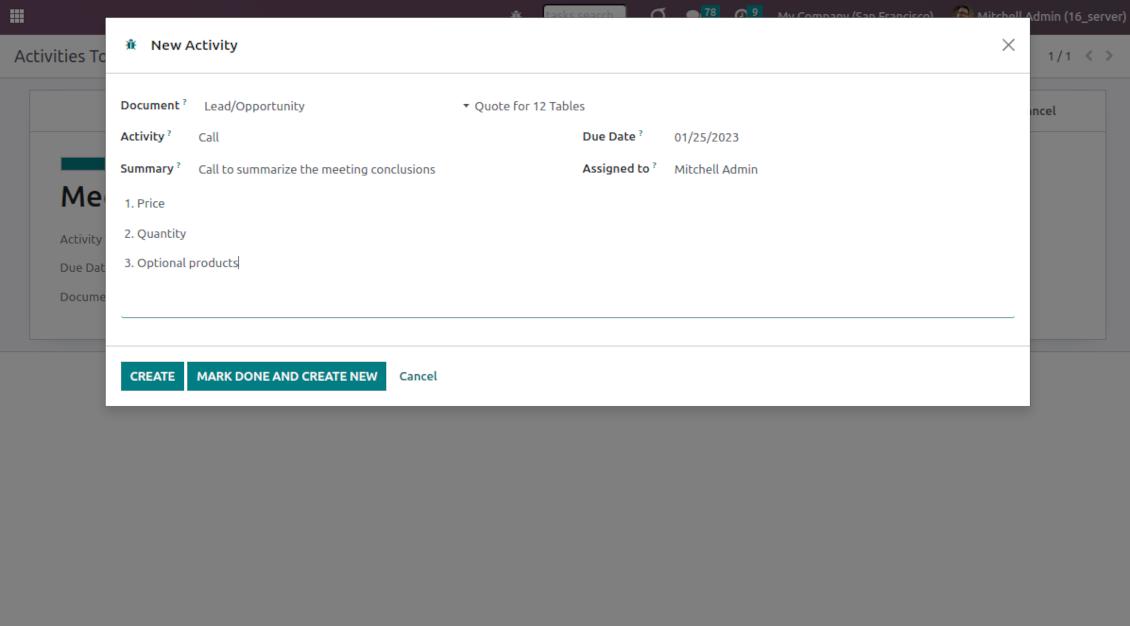 tasks search
78
9
My Company (San Francisco)
Mitchell Admin (16_server)
Activities To
1 / 1
New Activity
Document ?
Lead/Opportunity
Quote for 12 Tables
Activity ?
Call
Due Date ?
01/25/2023
Summary ?
Call to summarize the meeting conclusions
Assigned to ?
Mitchell Admin
1. Price
2. Quantity
3. Optional products
CREATE
MARK DONE AND CREATE NEW
Cancel
ncel
Mee
Activity
Due Dat
Docume